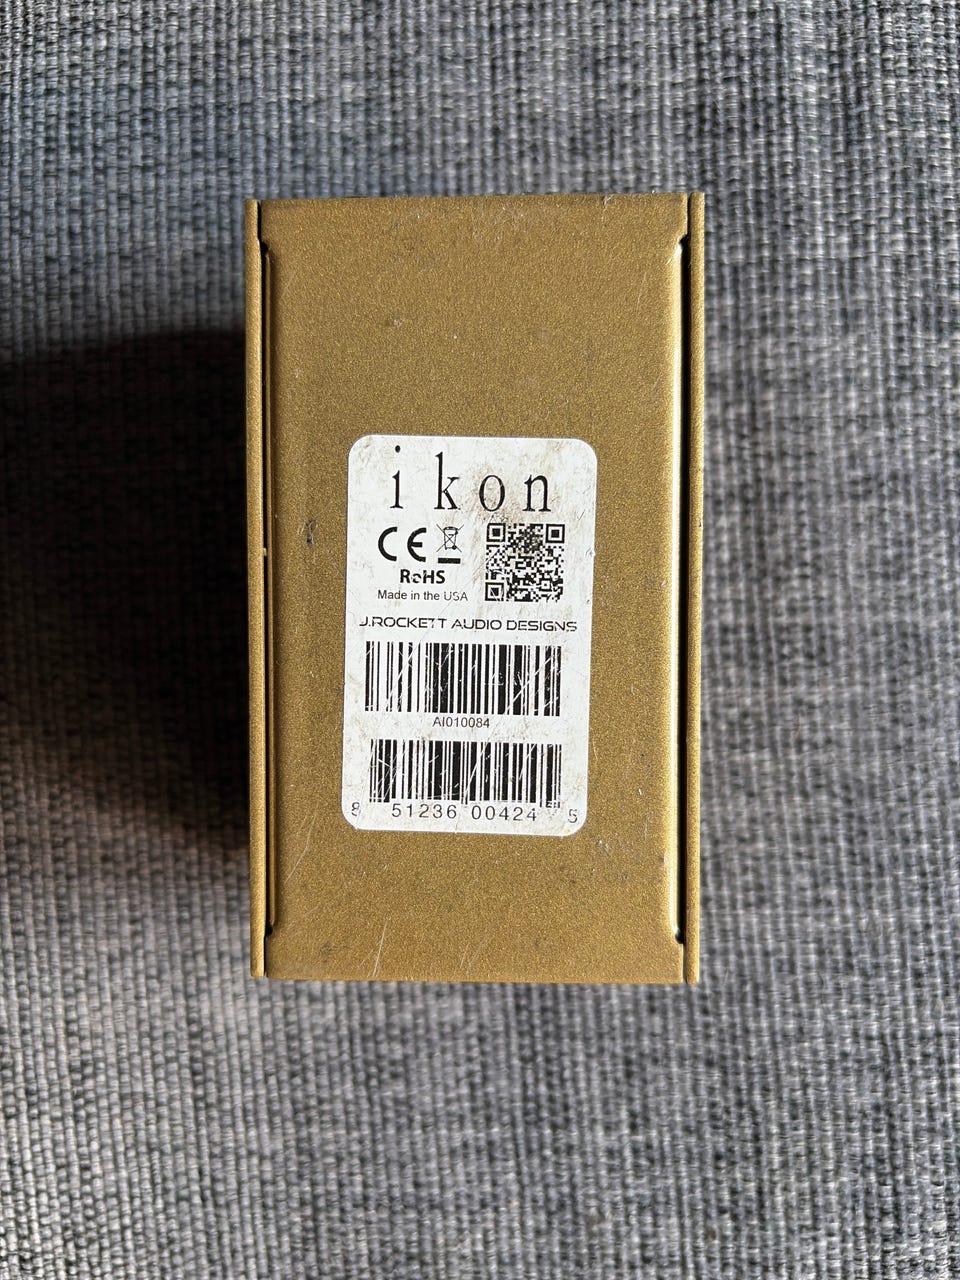 ikon
CE
RoHS
Made in the USA
J.ROCKETT AUDIO DESIGNS
AI010084
8 51236 00424 5